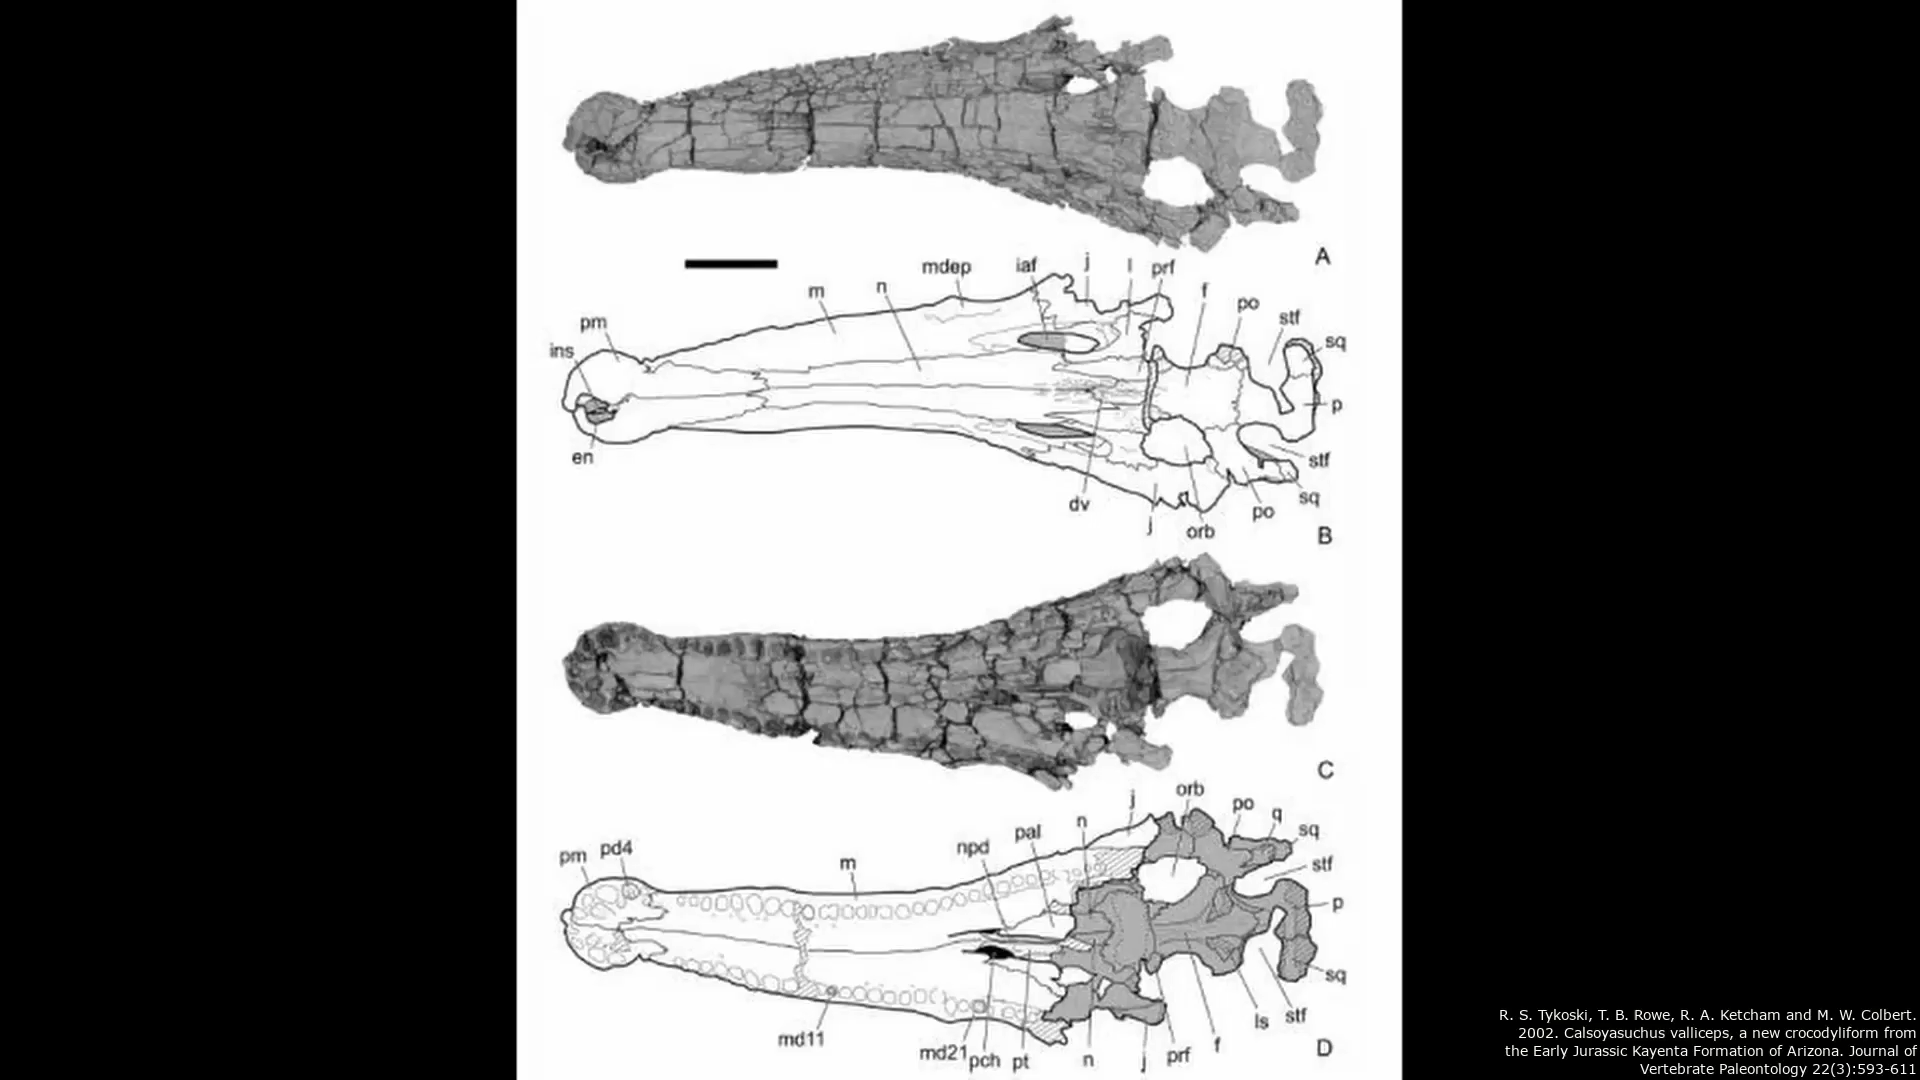 A
mdep iaf j l prf
m n f po stf
pm sq
ins
p
en stf
dv sq
j orb po
B
C
orb
j po q
pd4 npd pal n sq
pm m stf
p
sq
md11 ls stf
md21 pch pt n j prf f D
R. S. Tykoski, T. B. Rowe, R. A. Ketcham and M. W. Colbert.
2002. Calsoyasuchus valliceps, a new crocodyliform from
the Early Jurassic Kayenta Formation of Arizona. Journal of
Vertebrate Paleontology 22(3):593-611